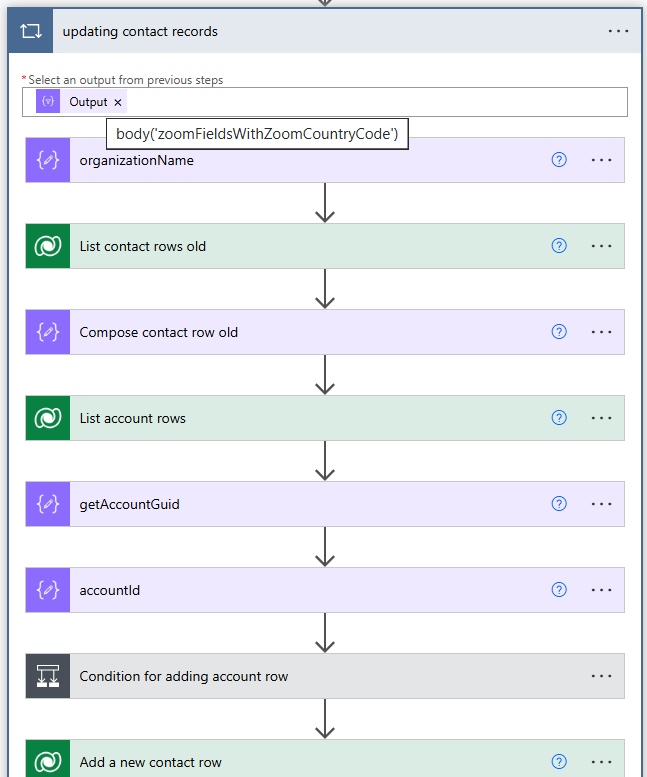 updating contact records
* Select an output from previous steps
Output ×
body('zoomFieldsWithZoomCountryCode')
organizationName
List contact rows old
Compose contact row old
List account rows
getAccountGuid
accountId
Condition for adding account row
Add a new contact row